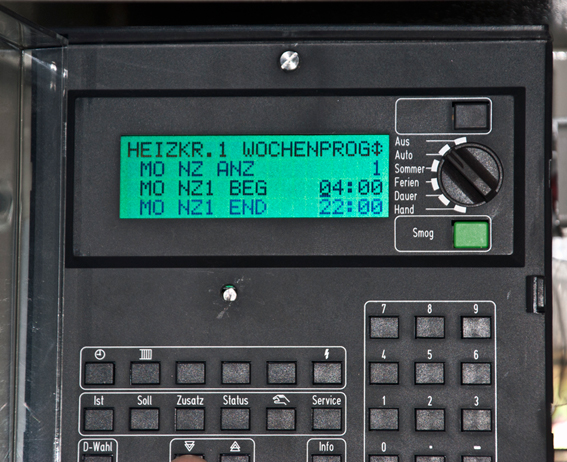 HEIZKR.1 WOCHENPROG
MO NZ ANZ 1
MO NZ1 BEG 04:00
MO NZ1 END 22:00
Aus
Auto
Sommer
Ferien
Dauer
Hand
Smog
7 8 9
4 5 6
Ist Soll Zusatz Status Service
1 2 3
D-Wahl Info
0 . -